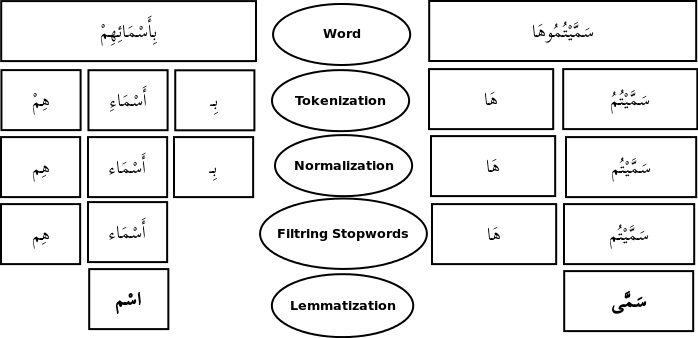 بِأَسْمَائِهِمْ Word سَمَّيْتُمُوهَا
هِمْ أَسْمَاءِ بِـ Tokenization هَا سَمَّيْتُمُ
هِم أَسْمَاء بِـ Normalization هَا سَمَّيْتُم
هِم أَسْمَاء Filtring Stopwords هَا سَمَّيْتُم
اسْم Lemmatization سَمَّى